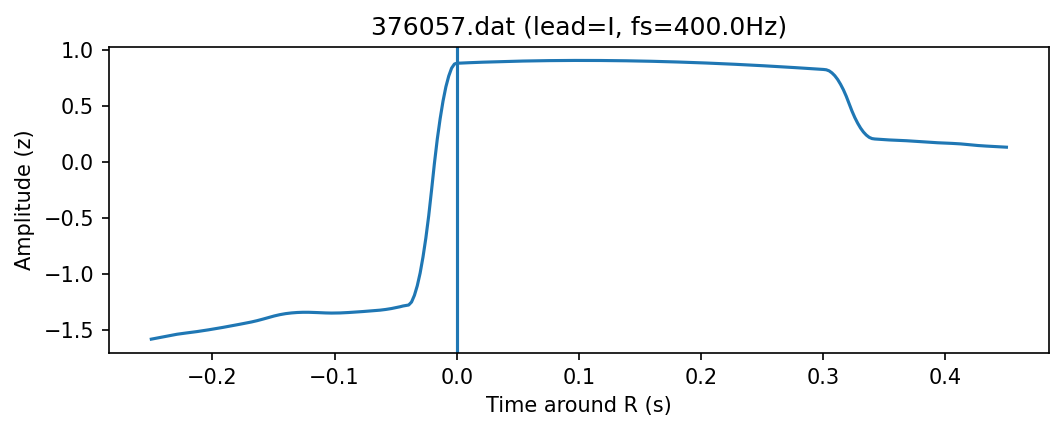 376057.dat (lead=I, fs=400.0Hz)
Amplitude (z)
1.0
0.5
0.0
−0.5
−1.0
−1.5
−0.2 −0.1 0.0 0.1 0.2 0.3 0.4
Time around R (s)